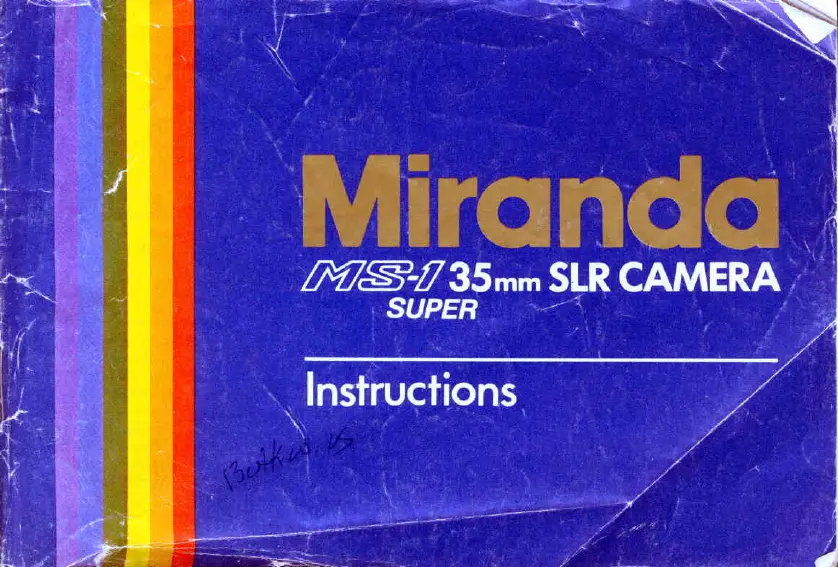 Miranda
MS-1 35mm SLR CAMERA
SUPER
Instructions